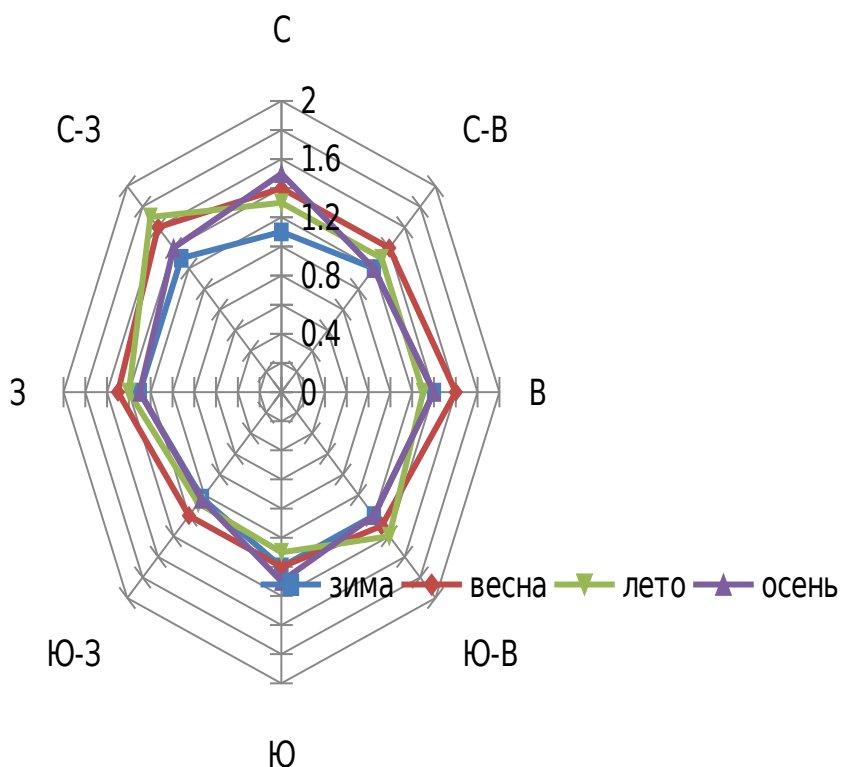 С
С-З
С-В
2
1.6
1.2
0.8
0.4
0
З
В
зима весна лето осень
Ю-З
Ю-В
Ю